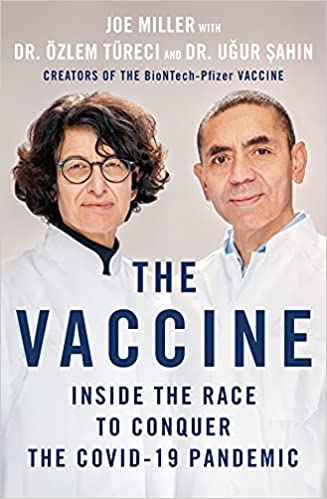 JOE MILLER WITH
DR. ÖZLEM TÜRECI AND DR. UĞUR ŞAHIN
CREATORS OF THE BioNTech-Pfizer VACCINE
THE
VACCINE
INSIDE THE RACE
TO CONQUER
THE COVID-19 PANDEMIC